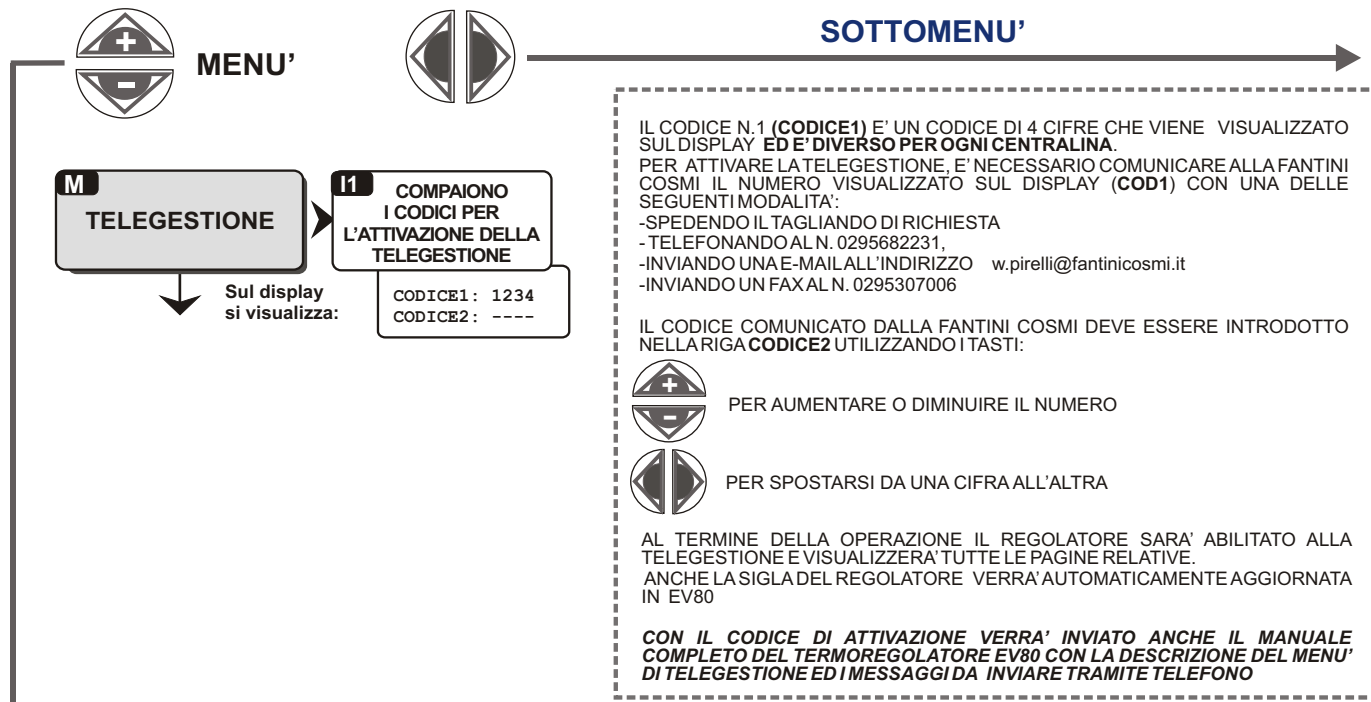 MENU’
SOTTOMENU’
M
TELEGESTIONE
I1
COMPAIONO
I CODICI PER
L’ATTIVAZIONE DELLA
TELEGESTIONE
Sul display
si visualizza:
CODICE1: 1234
CODICE2: ----
IL CODICE N.1 (CODICE1) E’ UN CODICE DI 4 CIFRE CHE VIENE VISUALIZZATO
SUL DISPLAY ED E’ DIVERSO PER OGNI CENTRALINA.
PER ATTIVARE LA TELEGESTIONE, E’ NECESSARIO COMUNICARE ALLA FANTINI
COSMI IL NUMERO VISUALIZZATO SUL DISPLAY (COD1) CON UNA DELLE
SEGUENTI MODALITA’:
-SPEDENDO IL TAGLIANDO DI RICHIESTA
- TELEFONANDO AL N. 0295682231,
-INVIANDO UNA E-MAIL ALL’INDIRIZZO w.pirelli@fantinicosmi.it
-INVIANDO UN FAX AL N. 0295307006
IL CODICE COMUNICATO DALLA FANTINI COSMI DEVE ESSERE INTRODOTTO
NELLA RIGA CODICE2 UTILIZZANDO I TASTI:
+
-
PER AUMENTARE O DIMINUIRE IL NUMERO
PER SPOSTARSI DA UNA CIFRA ALL’ALTRA
AL TERMINE DELLA OPERAZIONE IL REGOLATORE SARA’ ABILITATO ALLA
TELEGESTIONE E VISUALIZZERA’ TUTTE LE PAGINE RELATIVE.
ANCHE LA SIGLA DEL REGOLATORE VERRA’ AUTOMATICAMENTE AGGIORNATA
IN EV80
CON IL CODICE DI ATTIVAZIONE VERRA’ INVIATO ANCHE IL MANUALE
COMPLETO DEL TERMOREGOLATORE EV80 CON LA DESCRIZIONE DEL MENU’
DI TELEGESTIONE ED I MESSAGGI DA INVIARE TRAMITE TELEFONO